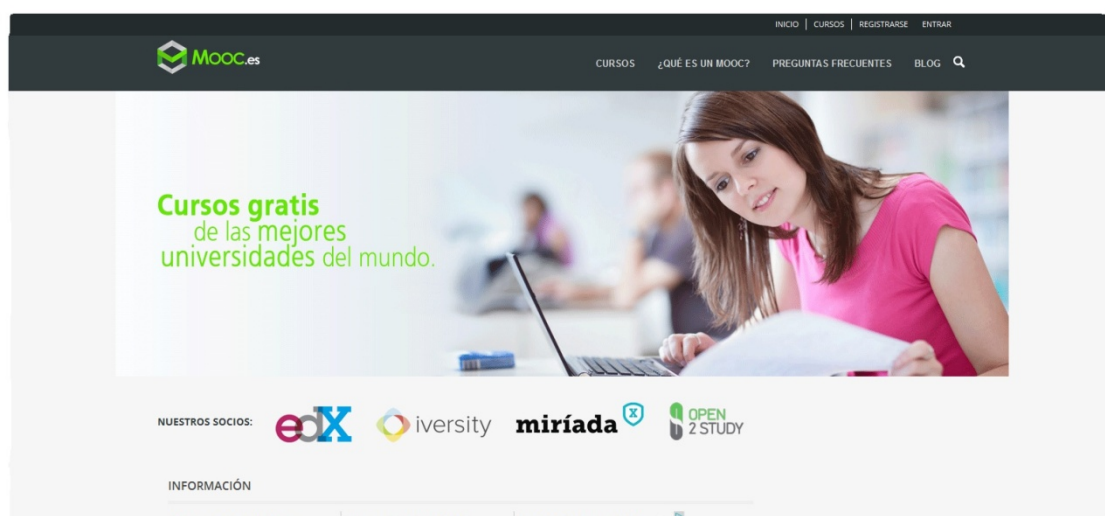 INICIO CURSOS REGISTRARSE ENTRAR
MOOC.es
CURSOS ¿QUÉ ES UN MOOC? PREGUNTAS FRECUENTES BLOG
Cursos gratis
de las mejores
universidades del mundo.
NUESTROS SOCIOS: edX iversity miríada X OPEN
2 STUDY
INFORMACIÓN